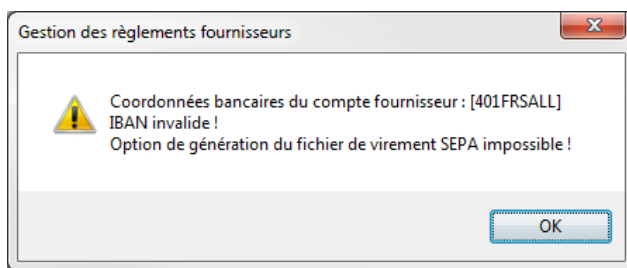 Gestion des règlements fournisseurs
Coordonnées bancaires du compte fournisseur : [401FRSALL]
IBAN invalide !
Option de génération du fichier de virement SEPA impossible !
OK